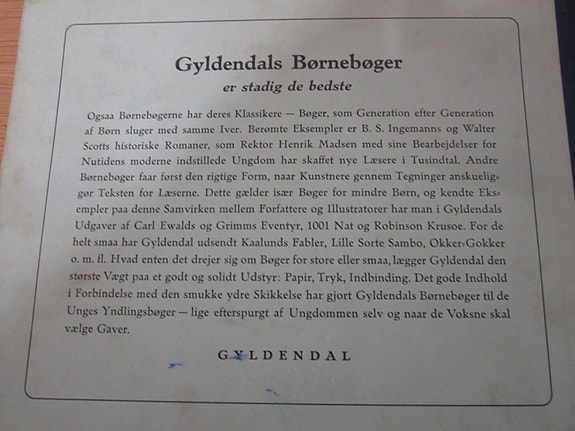 Gyldendals Børnebøger
er stadig de bedste
Ogsaa Børnebøgerne har deres Klassikere — Bøger, som Generation efter Generation
af Børn sluger med samme Iver. Berømte Eksempler er B. S. Ingemanns og Walter
Scotts historiske Romaner, som Rektor Henrik Madsen med sine Bearbejdelser for
Nutidens moderne indstillede Ungdom har skaffet nye Læsere i Tusindtal. Andre
Børnebøger faar først den rigtige Form, naar Kunstnere gennem Tegninger anskuelig-
gør Teksten for Læserne. Dette gælder især Bøger for mindre Børn, og kendte Eks-
empler paa denne Samvirken mellem Forfattere og Illustratorer har man i Gyldendals
Udgaver af Carl Ewalds og Grimms Eventyr, 1001 Nat og Robinson Krusoe. For de
helt smaa har Gyldendal udsendt Kaalunds Fabler, Lille Sorte Sambo, Okker-Gokker
o. m. fl. Hvad enten det drejer sig om Bøger for store eller smaa, lægger Gyldendal den
største Vægt paa et godt og solidt Udstyr: Papir, Tryk, Indbinding. Det gode Indhold
i Forbindelse med den smukke ydre Skikkelse har gjort Gyldendals Børnebøger til de
Unges Yndlingsbøger — lige efterspurgt af Ungdommen selv og naar de Voksne skal
vælge Gaver.
GYLDENDAL